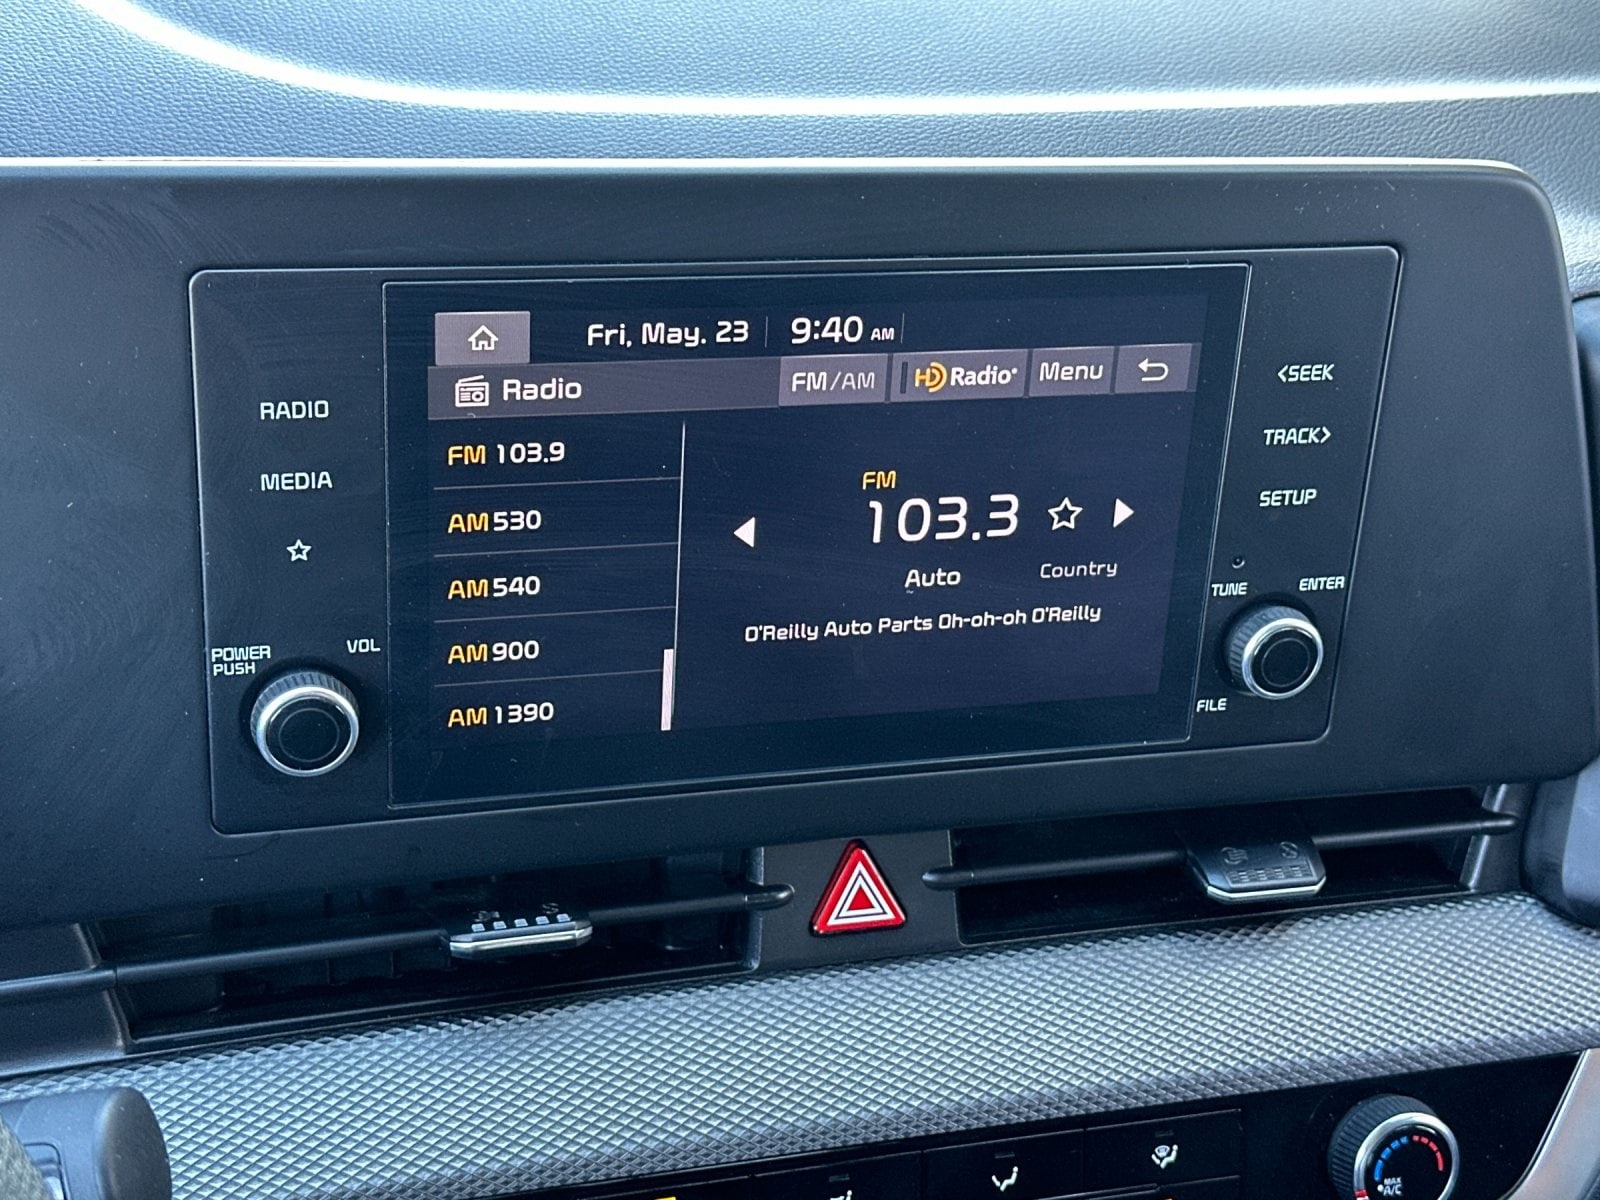 Fri, May. 23 9:40 AM
Radio FM/AM HD Radio Menu
FM 103.9
AM 530
AM 540
AM 900
AM 1390
FM
103.3
Auto Country
O'Reilly Auto Parts Oh-oh-oh O'Reilly
RADIO
MEDIA
POWER
PUSH
VOL
<SEEK
TRACK>
SETUP
TUNE
ENTER
FILE
MAX
A/C